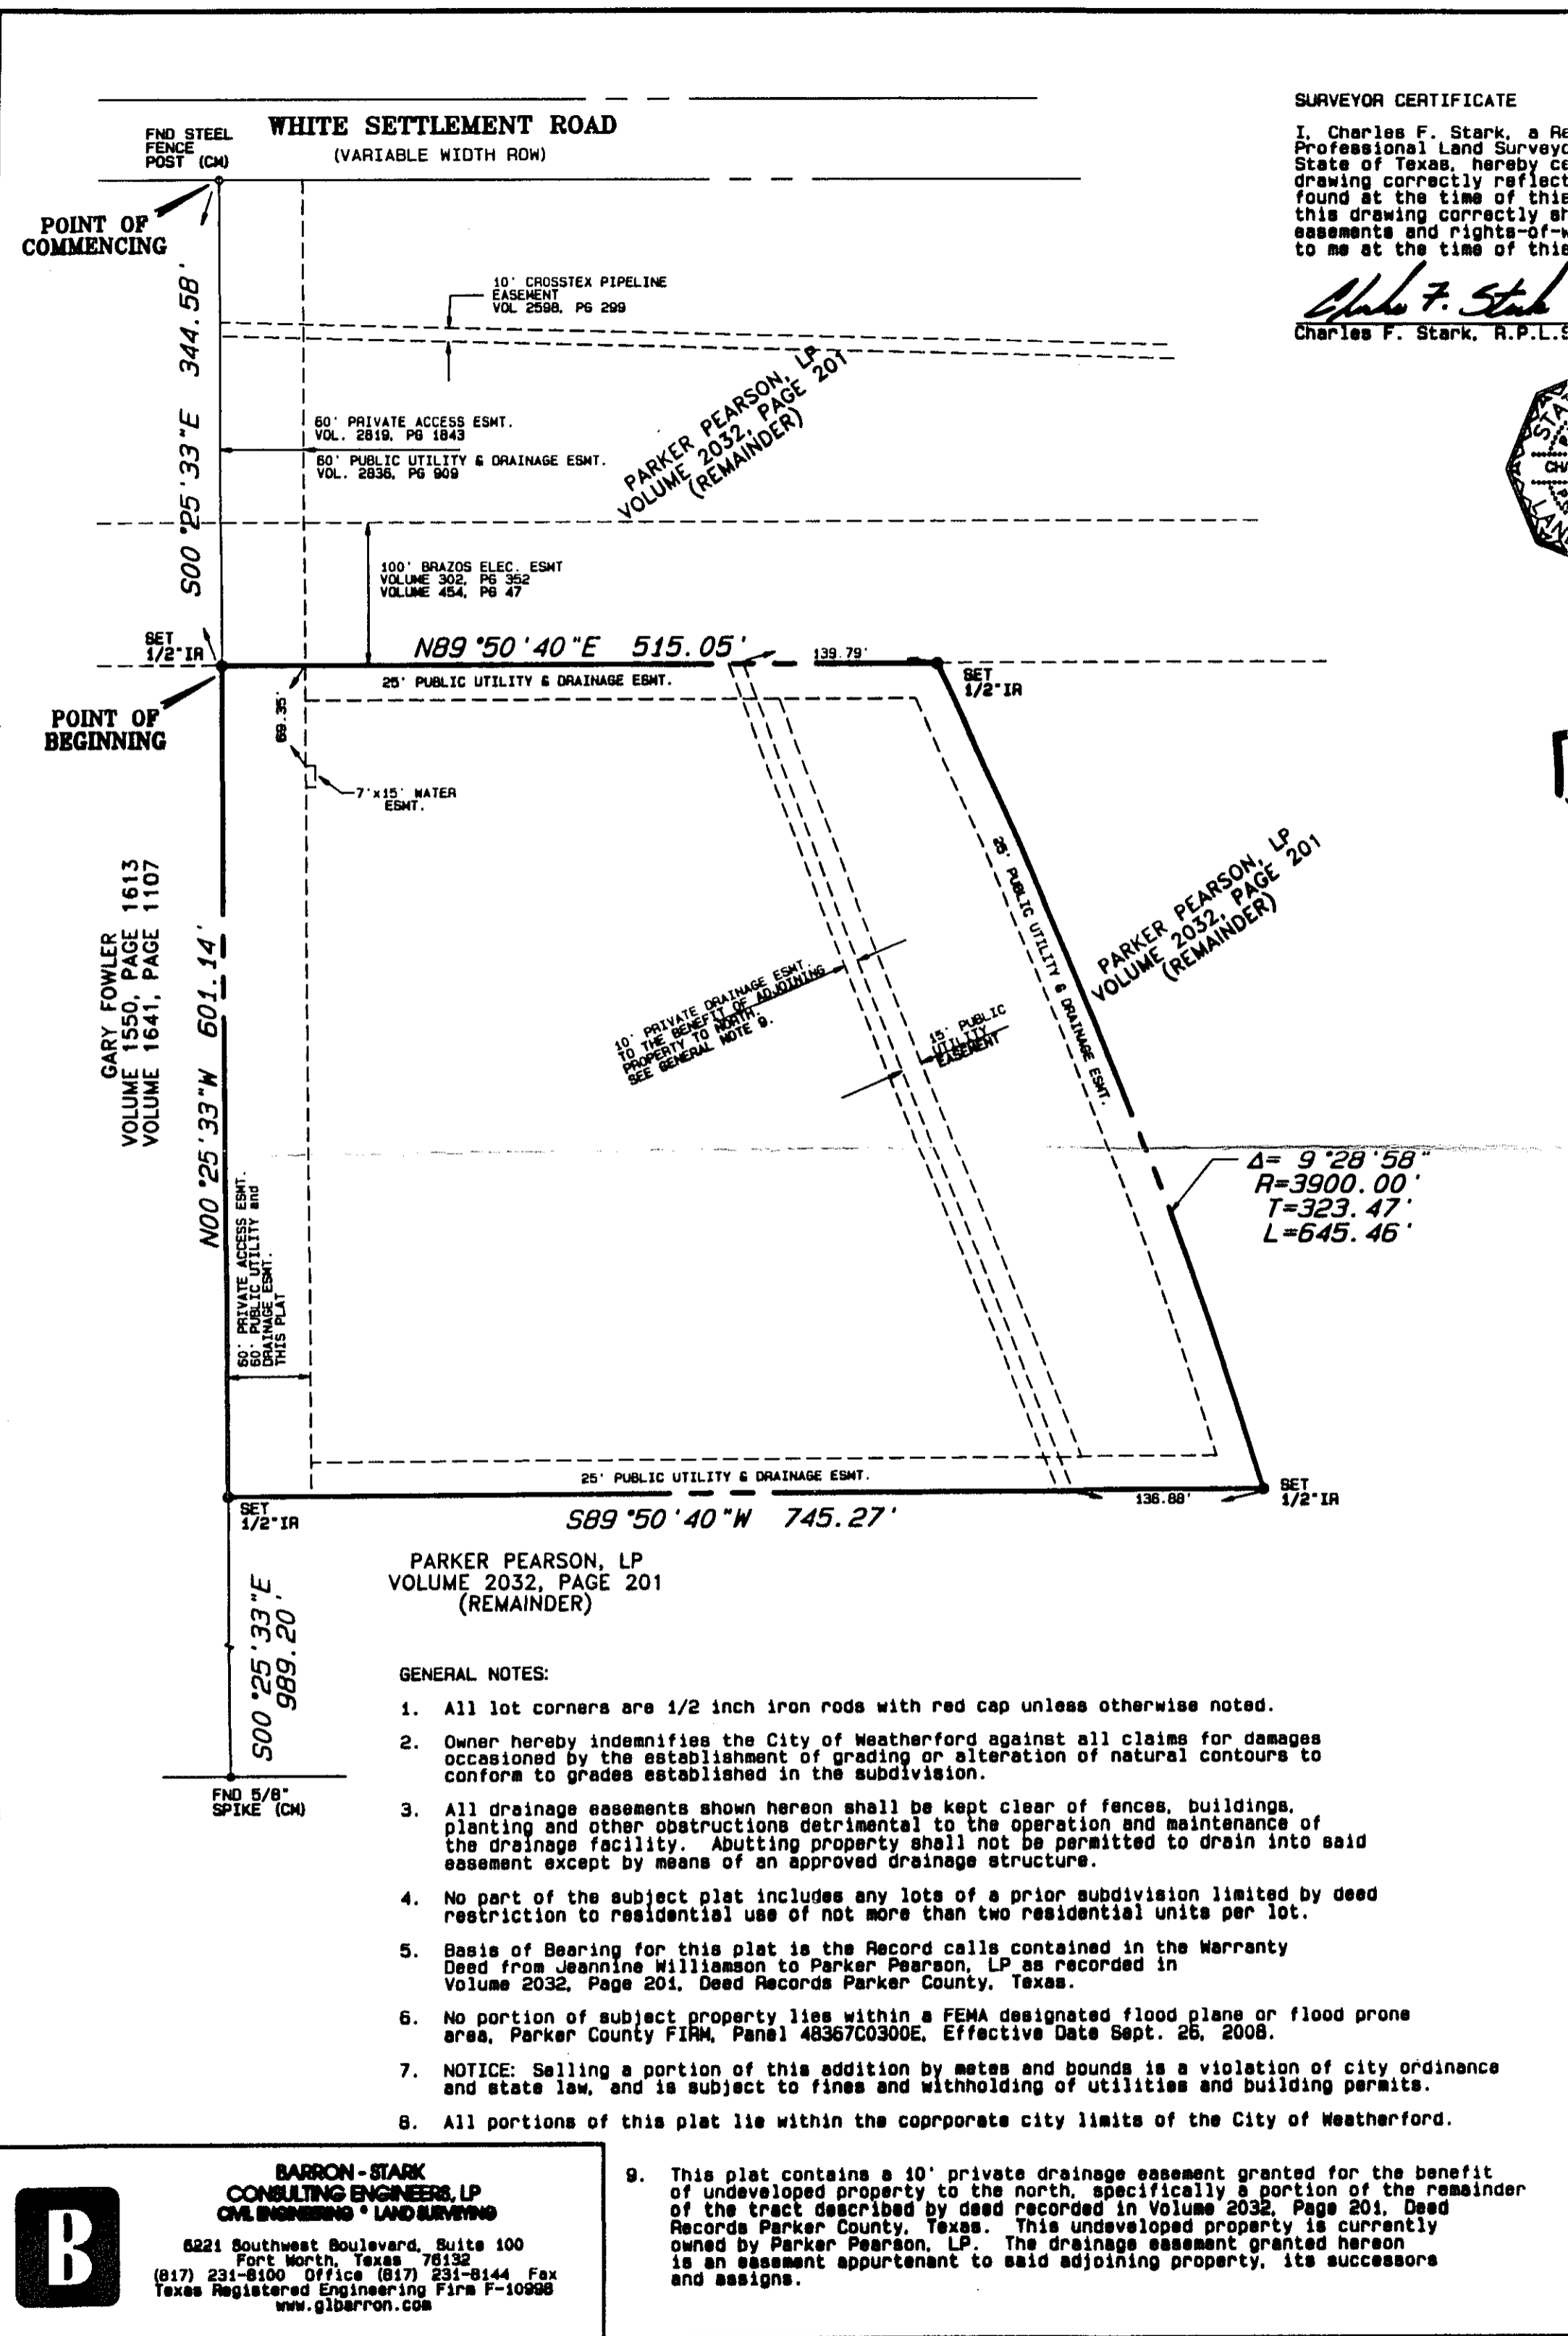 WHITE SETTLEMENT ROAD
(VARIABLE WIDTH ROW)
FND STEEL
FENCE
POST (CM)
POINT OF
COMMENCING
S00°25'33"E 344.58'
10' CROSSTEX PIPELINE
EASEMENT
VOL 2598, PG 299
60' PRIVATE ACCESS ESMT.
VOL. 2819, PG 1843
60' PUBLIC UTILITY & DRAINAGE ESMT.
VOL. 2836, PG 909
PARKER PEARSON, LP
VOLUME 2032, PAGE 201
(REMAINDER)
100' BRAZOS ELEC. ESMT
VOLUME 302, PG 352
VOLUME 454, PG 47
SURVEYOR CERTIFICATE
I, Charles F. Stark, a
Professional Land
State of Texas, hereby
drawing correctly
found at the time of this
this drawing correctly
easements and
to me at the time of this
Charles F. Stark
Charles F. Stark,
SET
1/2"IR
N89°50'40"E 515.05'
139.79'
SET
1/2"IR
25' PUBLIC UTILITY & DRAINAGE ESMT.
POINT OF
BEGINNING
69.35'
7'x15' WATER
ESMT.
GARY FOWLER
VOLUME 1550, PAGE 1613
VOLUME 1641, PAGE 1107
N00°25'33"W 601.14'
25' PUBLIC UTILITY & DRAINAGE ESMT.
PARKER PEARSON, LP
VOLUME 2032, PAGE 201
(REMAINDER)
10' PRIVATE DRAINAGE ESMT.
TO THE BENEFIT OF ADJOINING
PROPERTY TO NORTH.
SEE GENERAL NOTE 9.
15' PUBLIC
UTILITY
EASEMENT
Δ= 9°28'58"
R=3900.00'
T=323.47'
L=645.46'
60' PRIVATE ACCESS ESMT.
60' PUBLIC UTILITY and
DRAINAGE ESMT.
THIS PLAT
25' PUBLIC UTILITY & DRAINAGE ESMT.
136.88'
SET
1/2"IR
SET
1/2"IR
S89°50'40"W 745.27'
PARKER PEARSON, LP
VOLUME 2032, PAGE 201
(REMAINDER)
S00°25'33"E
989.20'
FND 5/8"
SPIKE (CM)
GENERAL NOTES:
1. All lot corners are 1/2 inch iron rods with red cap unless otherwise noted.
2. Owner hereby indemnifies the City of Weatherford against all claims for damages
occasioned by the establishment of grading or alteration of natural contours to
conform to grades established in the subdivision.
3. All drainage easements shown hereon shall be kept clear of fences, buildings,
planting and other obstructions detrimental to the operation and maintenance of
the drainage facility. Abutting property shall not be permitted to drain into said
easement except by means of an approved drainage structure.
4. No part of the subject plat includes any lots of a prior subdivision limited by deed
restriction to residential use of not more than two residential units per lot.
5. Basis of Bearing for this plat is the Record calls contained in the Warranty
Deed from Jeannine Williamson to Parker Pearson, LP as recorded in
Volume 2032, Page 201, Deed Records Parker County, Texas.
6. No portion of subject property lies within a FEMA designated flood plane or flood prone
area, Parker County FIRM, Panel 48367C0300E, Effective Date Sept. 26, 2008.
7. NOTICE: Selling a portion of this addition by metes and bounds is a violation of city ordinance
and state law, and is subject to fines and withholding of utilities and building permits.
8. All portions of this plat lie within the coprporate city limits of the City of Weatherford.
9. This plat contains a 10' private drainage easement granted for the benefit
of undeveloped property to the north, specifically a portion of the remainder
of the tract described by deed recorded in Volume 2032, Page 201, Deed
Records Parker County, Texas. This undeveloped property is currently
owned by Parker Pearson, LP. The drainage easement granted hereon
is an easement appurtenant to said adjoining property, its successors
and assigns.
B
BARRON-STARK
CONSULTING ENGINEERS, LP
CIVIL ENGINEERING * LAND SURVEYING
6221 Southwest Boulevard, Suite 100
Fort Worth, Texas 76132
(817) 231-8100 Office (817) 231-8144 Fax
Texas Registered Engineering Firm F-10998
www.glbarron.com